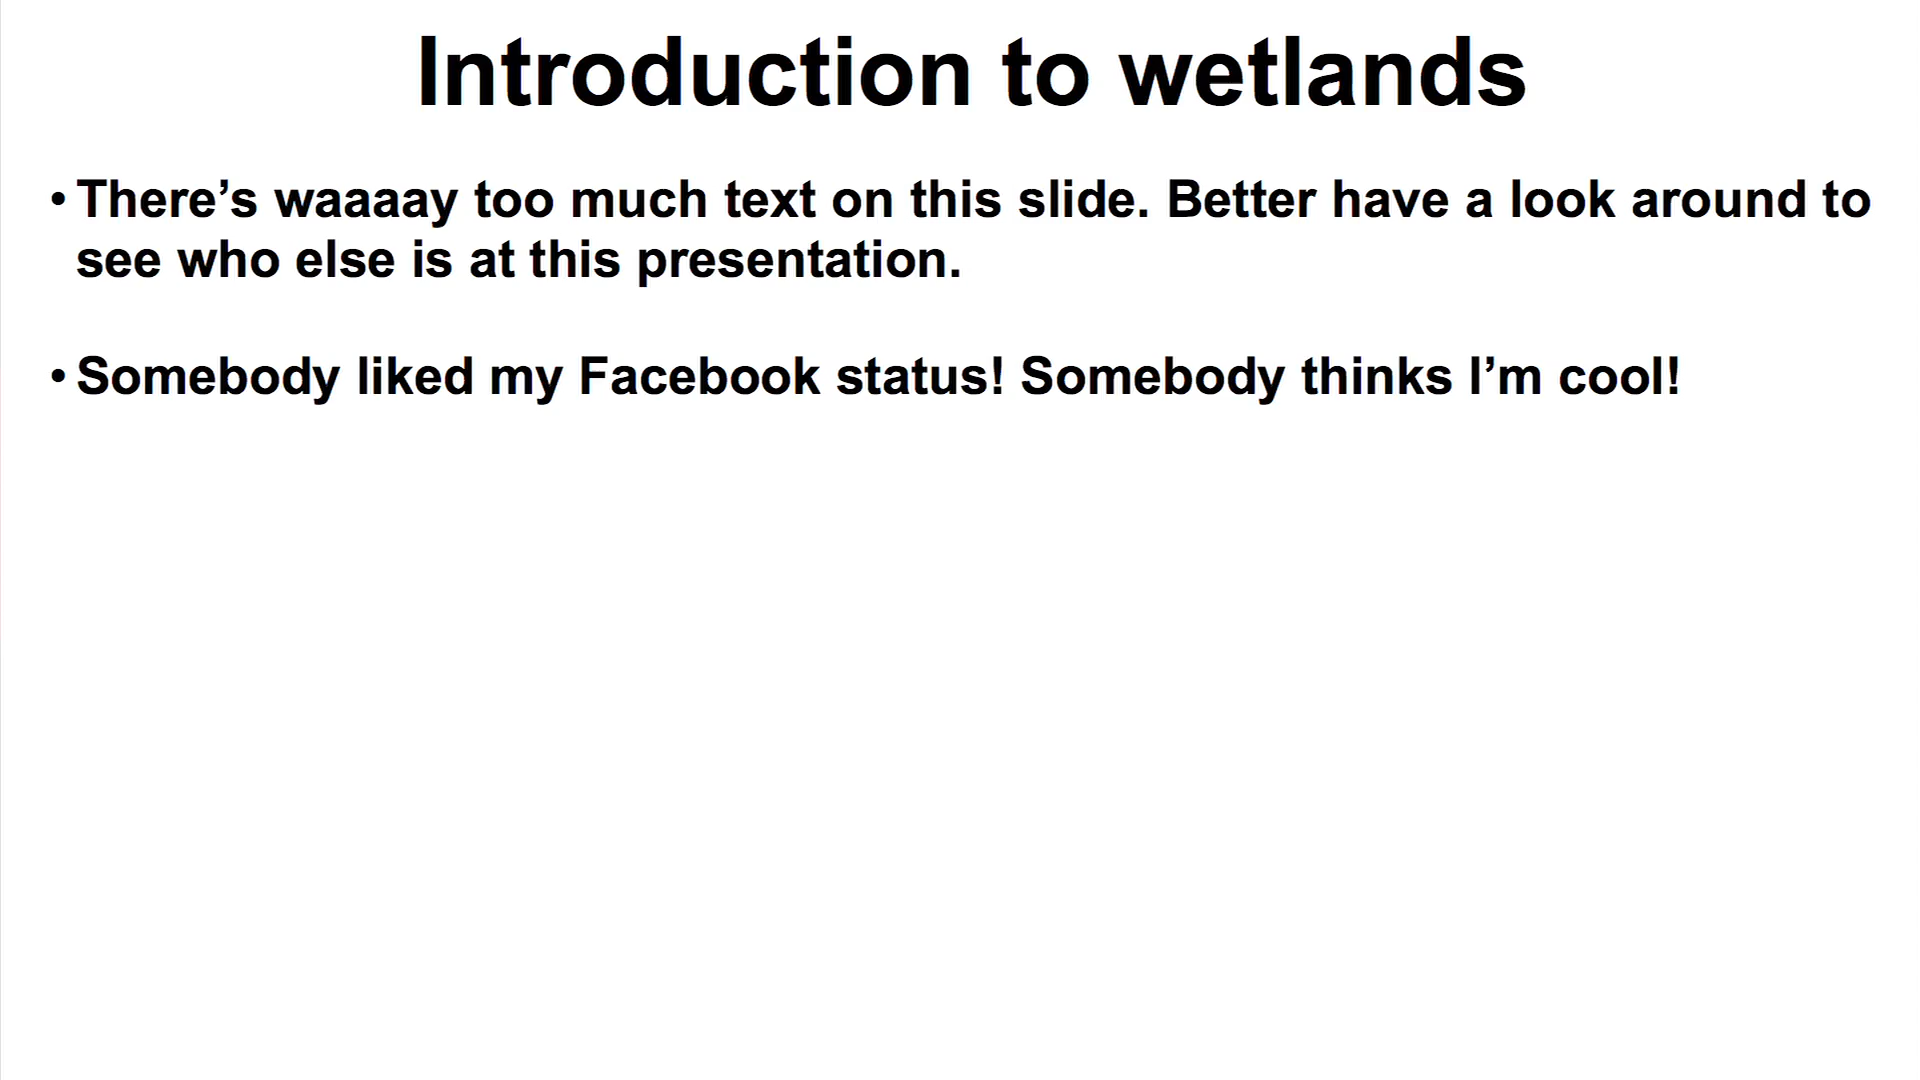 Introduction to wetlands
• There’s waaaay too much text on this slide. Better have a look around to
see who else is at this presentation.
• Somebody liked my Facebook status! Somebody thinks I’m cool!